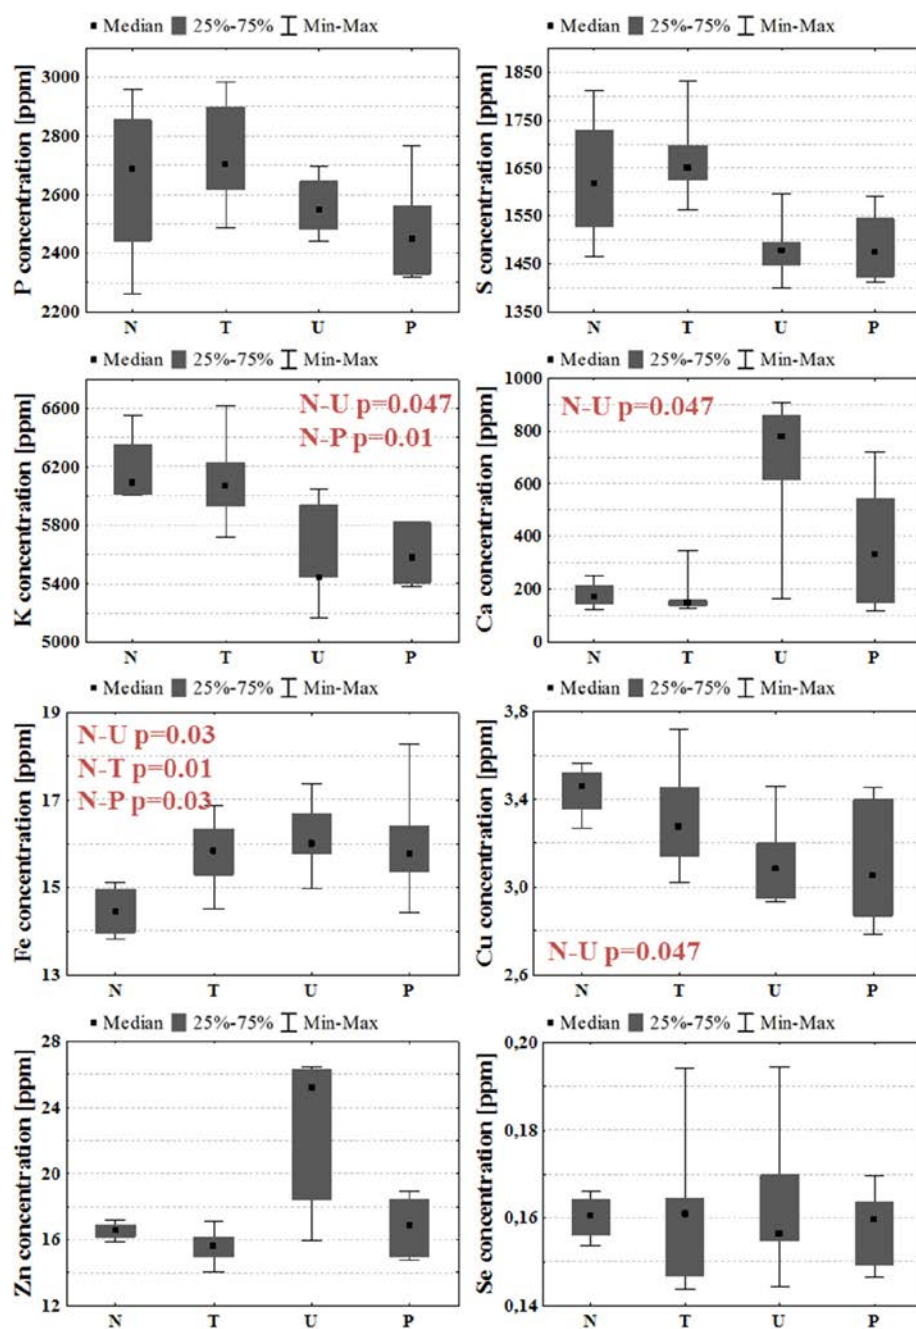 Median 25%-75% Min-Max
P concentration [ppm]
3000
2800
2600
2400
2200
N T U P
Median 25%-75% Min-Max
S concentration [ppm]
1850
1750
1650
1550
1450
1350
N T U P
Median 25%-75% Min-Max
K concentration [ppm]
6600
6200
5800
5400
5000
N-U p=0.047
N-P p=0.01
N T U P
Median 25%-75% Min-Max
Ca concentration [ppm]
1000
800
600
400
200
0
N-U p=0.047
N T U P
Median 25%-75% Min-Max
Fe concentration [ppm]
19
17
15
13
N-U p=0.03
N-T p=0.01
N-P p=0.03
N T U P
Median 25%-75% Min-Max
Cu concentration [ppm]
3,8
3,4
3,0
2,6
N-U p=0.047
N T U P
Median 25%-75% Min-Max
Zn concentration [ppm]
28
24
20
16
12
N T U P
Median 25%-75% Min-Max
Se concentration [ppm]
0,20
0,18
0,16
0,14
N T U P